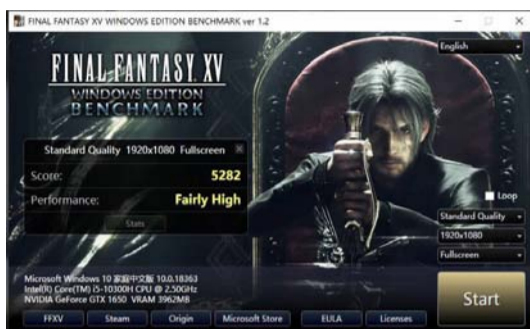 FINAL FANTASY XV WINDOWS EDITION BENCHMARK ver 1.2
English
FINAL FANTASY XV
WINDOWS EDITION
BENCHMARK
Standard Quality 1920x1080 Fullscreen
Score: 5282
Performance: Fairly High
Stats
Loop
Standard Quality
1920x1080
Fullscreen
Microsoft Windows 10 家庭中文版 10.0.18363
Intel(R) Core(TM) i5-10300H CPU @ 2.50GHz
NVIDIA GeForce GTX 1650 VRAM 3962MB
Start
FFXV Steam Origin Microsoft Store EULA Licenses